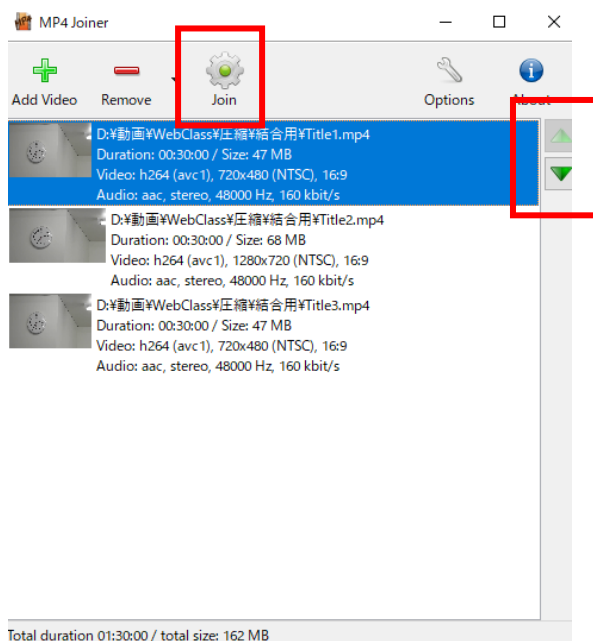 MP4 Joiner
Add Video Remove Join Options About
D:¥動画¥WebClass¥圧縮¥結合用¥Title1.mp4
Duration: 00:30:00 / Size: 47 MB
Video: h264 (avc1), 720x480 (NTSC), 16:9
Audio: aac, stereo, 48000 Hz, 160 kbit/s
D:¥動画¥WebClass¥圧縮¥結合用¥Title2.mp4
Duration: 00:30:00 / Size: 68 MB
Video: h264 (avc1), 1280x720 (NTSC), 16:9
Audio: aac, stereo, 48000 Hz, 160 kbit/s
D:¥動画¥WebClass¥圧縮¥結合用¥Title3.mp4
Duration: 00:30:00 / Size: 47 MB
Video: h264 (avc1), 720x480 (NTSC), 16:9
Audio: aac, stereo, 48000 Hz, 160 kbit/s
Total duration 01:30:00 / total size: 162 MB